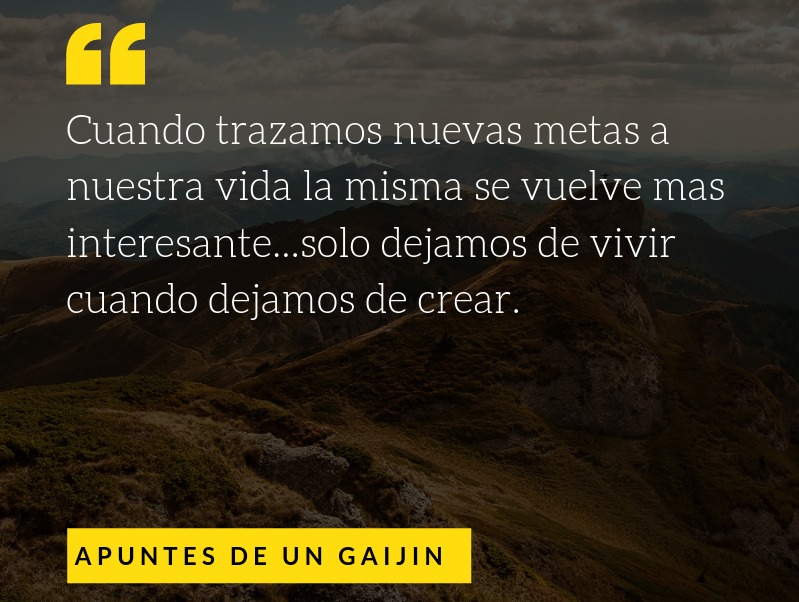 Cuando trazamos nuevas metas a
nuestra vida la misma se vuelve mas
interesante...solo dejamos de vivir
cuando dejamos de crear.
APUNTES DE UN GAIJIN